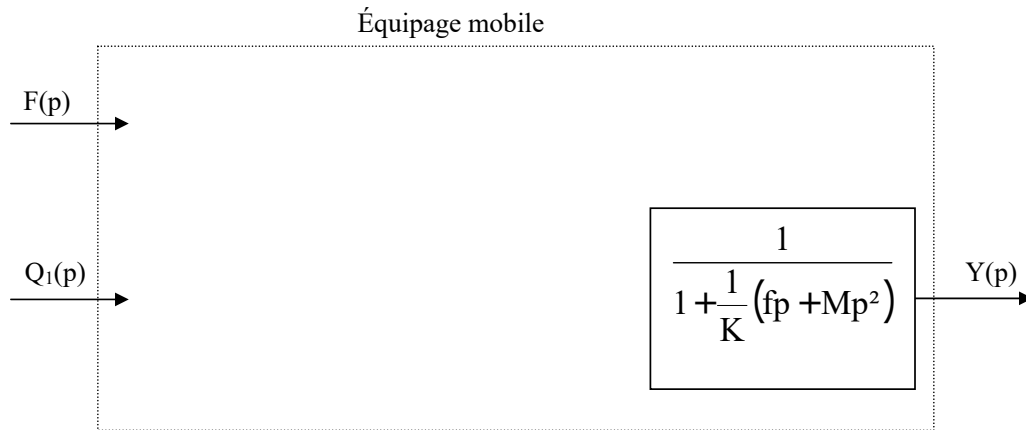 Équipage mobile
F(p)
Q₁(p)
1
1 + 1/K (fp + Mp²)
Y(p)